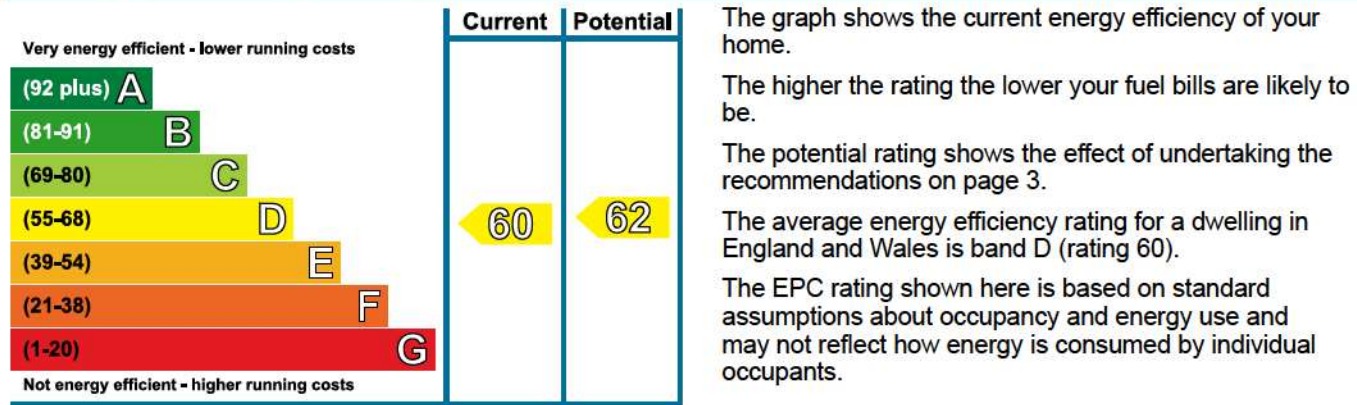 Current Potential
Very energy efficient - lower running costs
(92 plus) A
(81-91) B
(69-80) C
(55-68) D
(39-54) E
(21-38) F
(1-20) G
Not energy efficient - higher running costs
60
62
The graph shows the current energy efficiency of your
home.
The higher the rating the lower your fuel bills are likely to
be.
The potential rating shows the effect of undertaking the
recommendations on page 3.
The average energy efficiency rating for a dwelling in
England and Wales is band D (rating 60).
The EPC rating shown here is based on standard
assumptions about occupancy and energy use and
may not reflect how energy is consumed by individual
occupants.